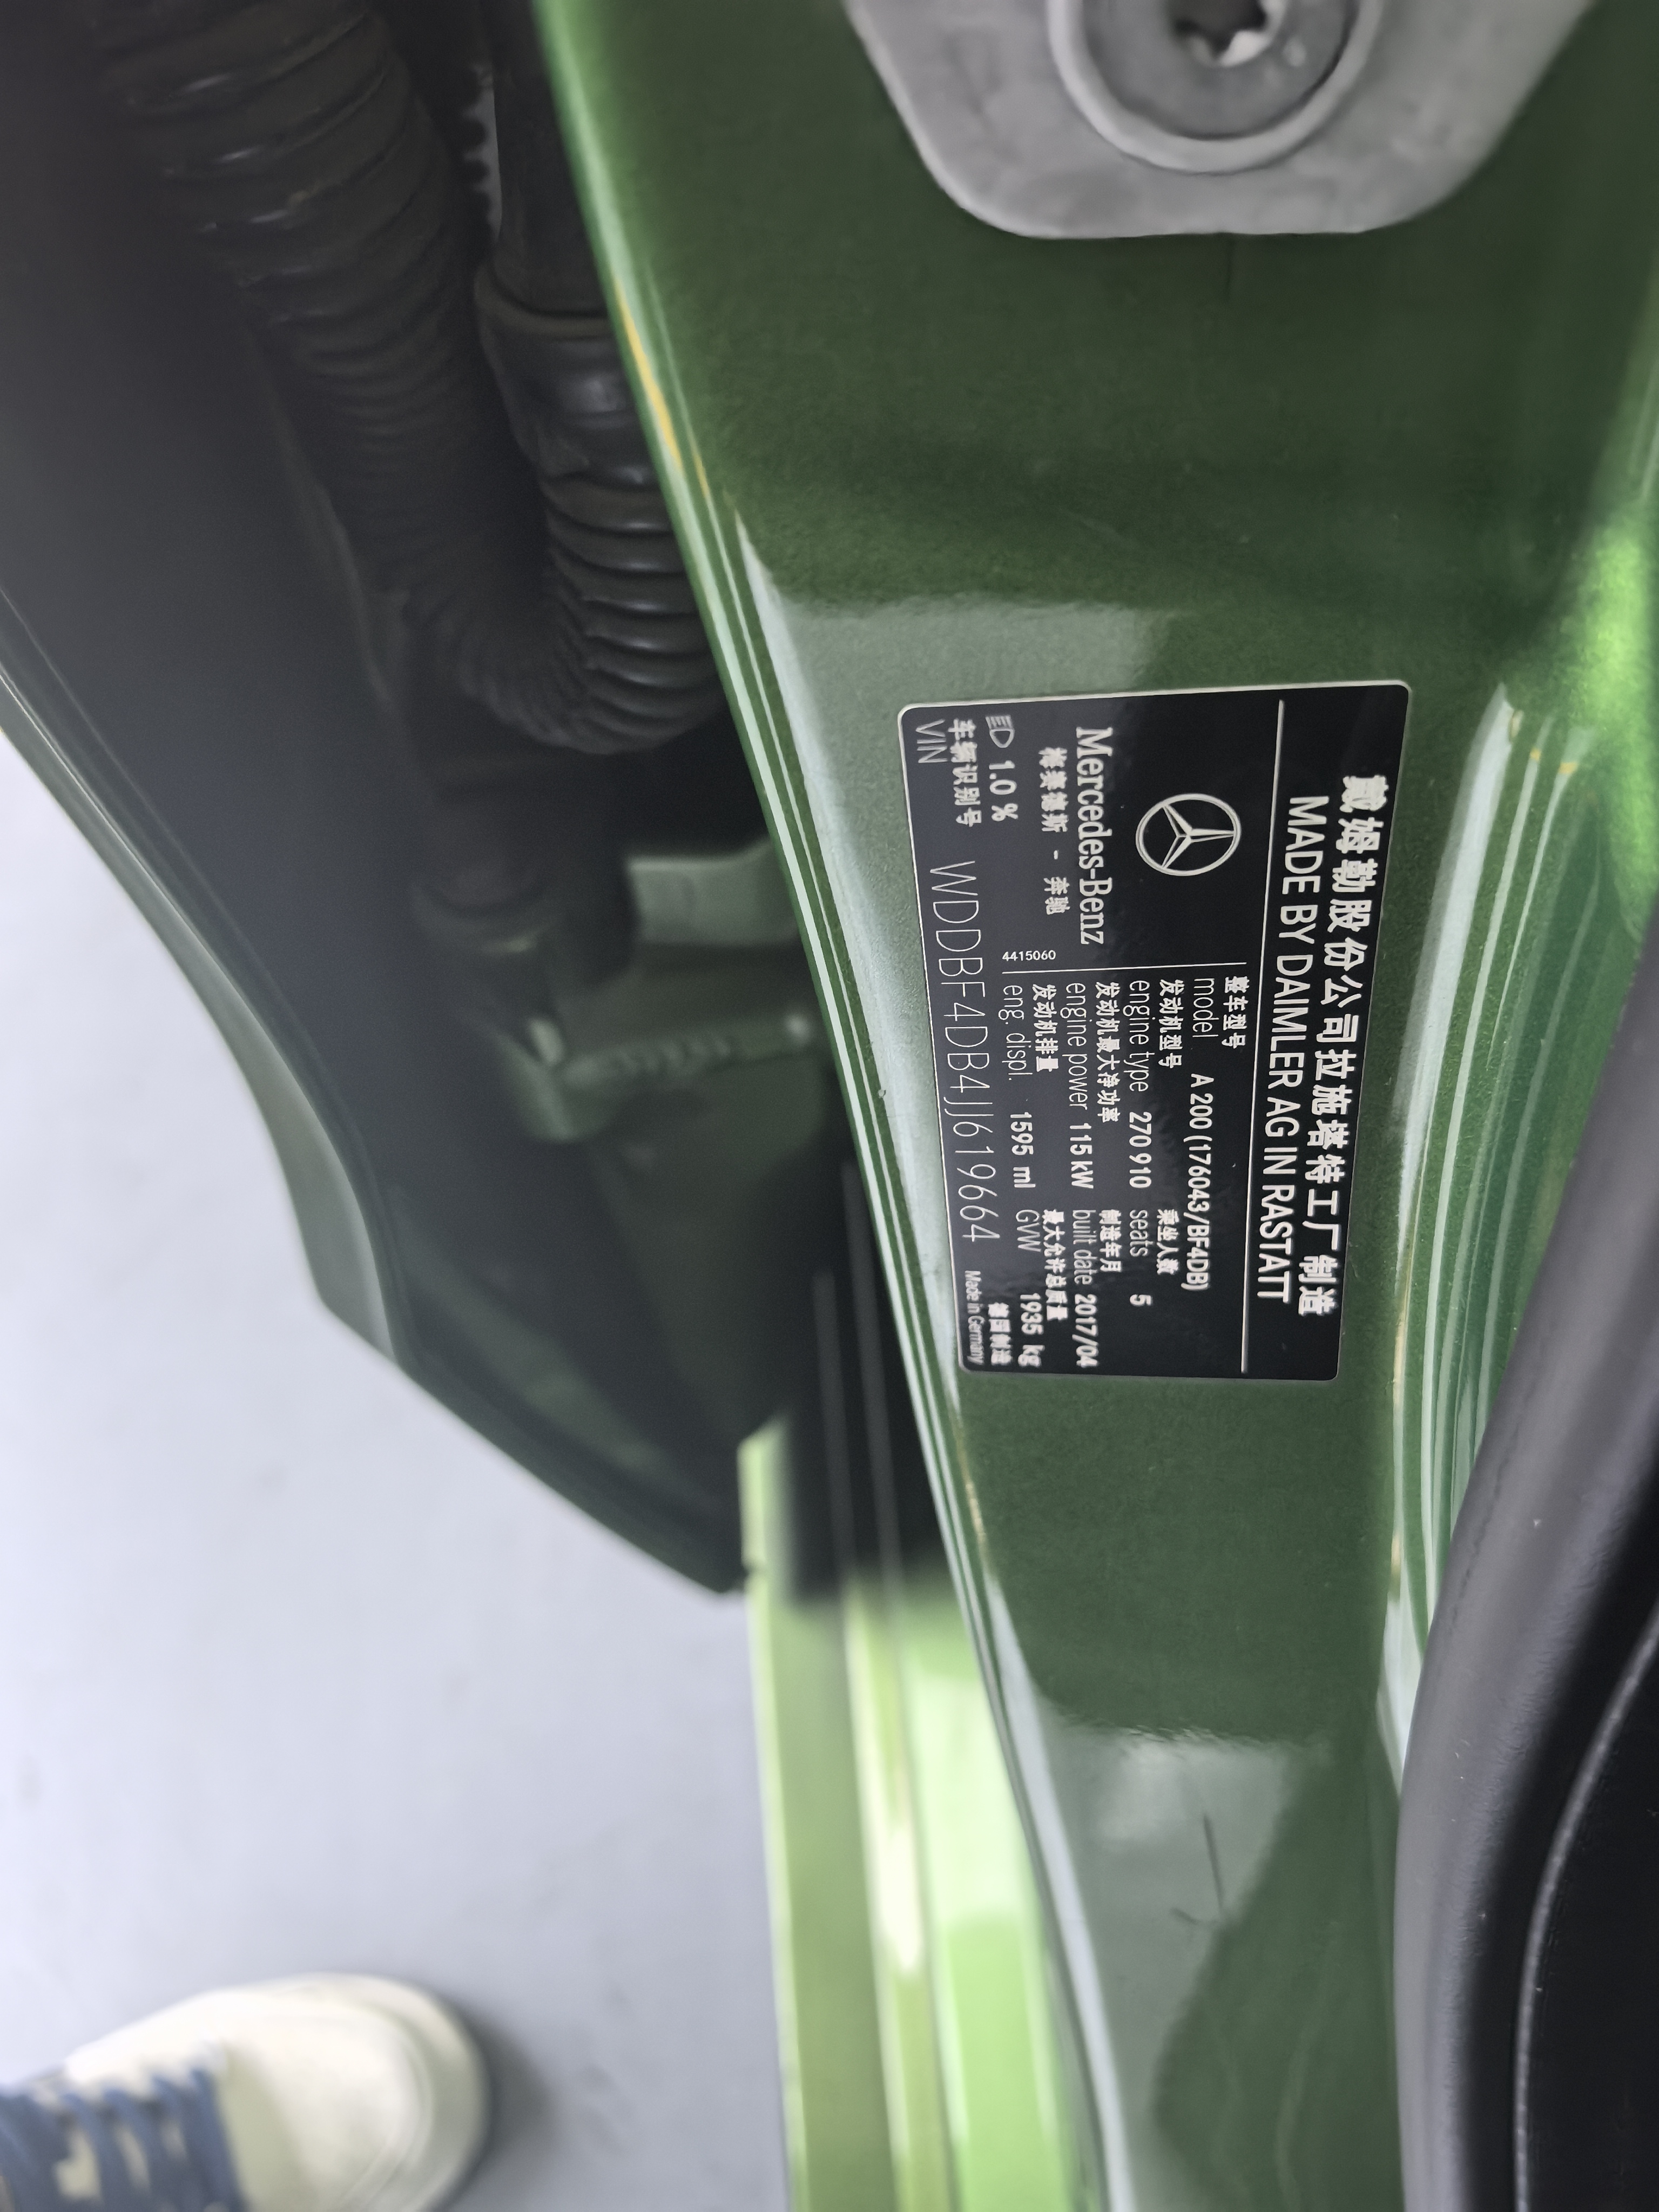 戴姆勒股份公司拉施塔特工厂制造
MADE BY DAIMLER AG IN RASTATT
Mercedes-Benz
梅赛德斯 - 奔驰
1.0 %
4415060
整车型号
model A 200 (176043/BF4DB)
发动机型号 乘坐人数
engine type 270 910 seats 5
发动机最大净功率 制造年月
engine power 115 kW built date 2017/04
发动机排量 最大允许总质量
eng. displ. 1595 ml GVW 1935 kg
车辆识别号 德国制造
VIN WDDBF4DB4JJ619664 Made in Germany